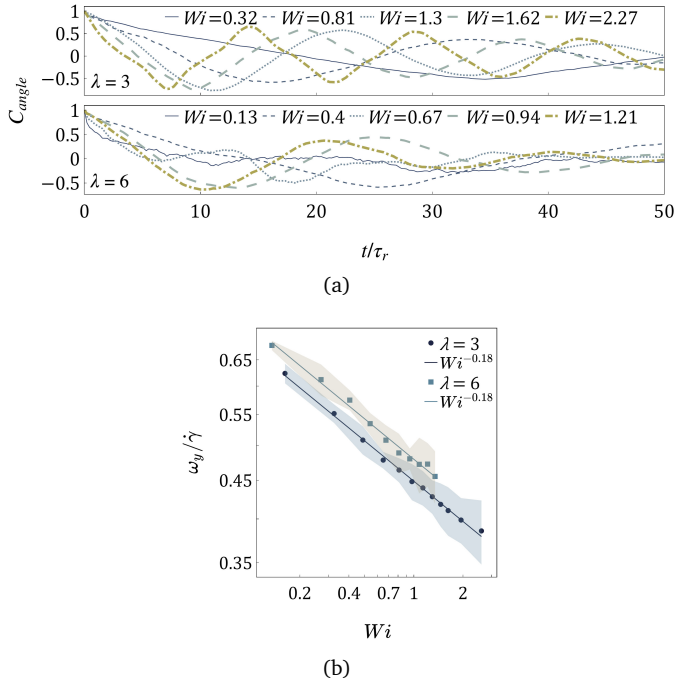 1
0.5
0
−0.5
Wi=0.32 Wi=0.81 Wi=1.3 Wi=1.62 Wi=2.27
λ = 3
C_angle
1
0.5
0
−0.5
Wi=0.13 Wi=0.4 Wi=0.67 Wi=0.94 Wi=1.21
λ = 6
0 10 20 30 40 50
t/τ_r
(a)
0.65
0.55
0.45
0.35
ω_y/γ̇
λ = 3
Wi^−0.18
λ = 6
Wi^−0.18
0.2 0.4 0.7 1 2
Wi
(b)